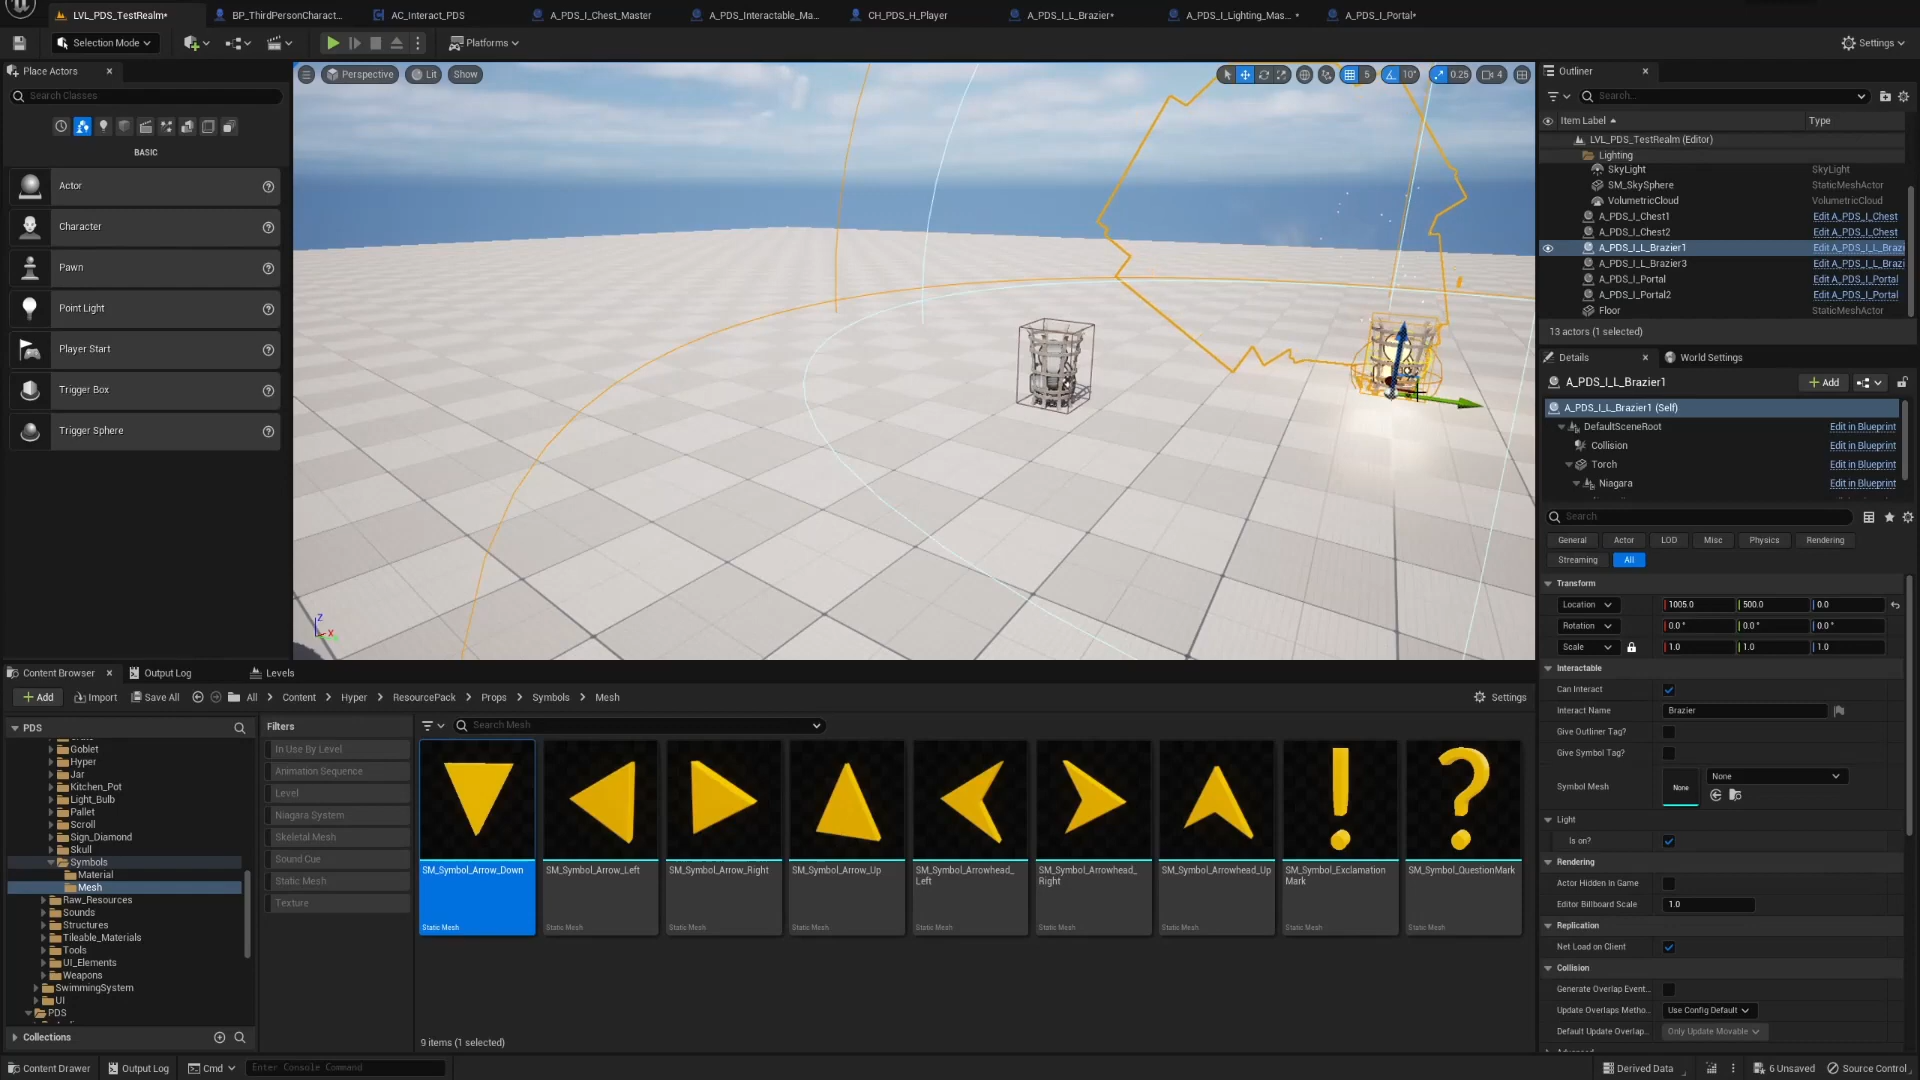 LVL_PDS_TestRealm•
BP_ThirdPersonCharact...
AC_Interact_PDS
A_PDS_I_Chest_Master
A_PDS_Interactable_Ma...
CH_PDS_H_Player
A_PDS_I_L_Brazier•
A_PDS_I_Lighting_Mas... •
A_PDS_I_Portal•
Selection Mode
Platforms
Settings
Place Actors
Search Classes
BASIC
Actor
Character
Pawn
Point Light
Player Start
Trigger Box
Trigger Sphere
Perspective
Lit
Show
5
10°
0.25
4
Z
X
Outliner
Search...
Item Label
Type
LVL_PDS_TestRealm (Editor)
Lighting
SkyLight
SkyLight
SM_SkySphere
StaticMeshActor
VolumetricCloud
VolumetricCloud
A_PDS_I_Chest1
Edit A_PDS_I_Chest
A_PDS_I_Chest2
Edit A_PDS_I_Chest
A_PDS_I_L_Brazier1
Edit A_PDS_I_L_Brazi
A_PDS_I_L_Brazier3
Edit A_PDS_I_L_Brazi
A_PDS_I_Portal
Edit A_PDS_I_Portal
A_PDS_I_Portal2
Edit A_PDS_I_Portal
Floor
StaticMeshActor
13 actors (1 selected)
Details
World Settings
A_PDS_I_L_Brazier1
Add
A_PDS_I_L_Brazier1 (Self)
DefaultSceneRoot
Edit in Blueprint
Collision
Edit in Blueprint
Torch
Edit in Blueprint
Niagara
Edit in Blueprint
Search
General
Actor
LOD
Misc
Physics
Rendering
Streaming
All
Transform
Location
1005.0
500.0
0.0
Rotation
0.0 °
0.0 °
0.0 °
Scale
1.0
1.0
1.0
Interactable
Can Interact
Interact Name
Brazier
Give Outliner Tag?
Give Symbol Tag?
Symbol Mesh
None
None
Light
Is on?
Rendering
Actor Hidden In Game
Editor Billboard Scale
1.0
Replication
Net Load on Client
Collision
Generate Overlap Event...
Update Overlaps Metho...
Use Config Default
Default Update Overlap...
Only Update Movable
Content Browser
Output Log
Levels
Add
Import
Save All
All
Content
Hyper
ResourcePack
Props
Symbols
Mesh
Settings
PDS
Goblet
Hyper
Jar
Kitchen_Pot
Light_Bulb
Pallet
Scroll
Sign_Diamond
Skull
Symbols
Material
Mesh
Raw_Resources
Sounds
Structures
Tileable_Materials
Tools
UI_Elements
Weapons
SwimmingSystem
UI
PDS
Collections
Filters
In Use By Level
Animation Sequence
Level
Niagara System
Skeletal Mesh
Sound Cue
Static Mesh
Texture
Search Mesh
SM_Symbol_Arrow_Down
Static Mesh
SM_Symbol_Arrow_Left
Static Mesh
SM_Symbol_Arrow_Right
Static Mesh
SM_Symbol_Arrow_Up
Static Mesh
SM_Symbol_Arrowhead_
Left
Static Mesh
SM_Symbol_Arrowhead_
Right
Static Mesh
SM_Symbol_Arrowhead_Up
Static Mesh
SM_Symbol_Exclamation
Mark
Static Mesh
SM_Symbol_QuestionMark
Static Mesh
9 items (1 selected)
Content Drawer
Output Log
Cmd
Enter Console Command
Derived Data
6 Unsaved
Source Control